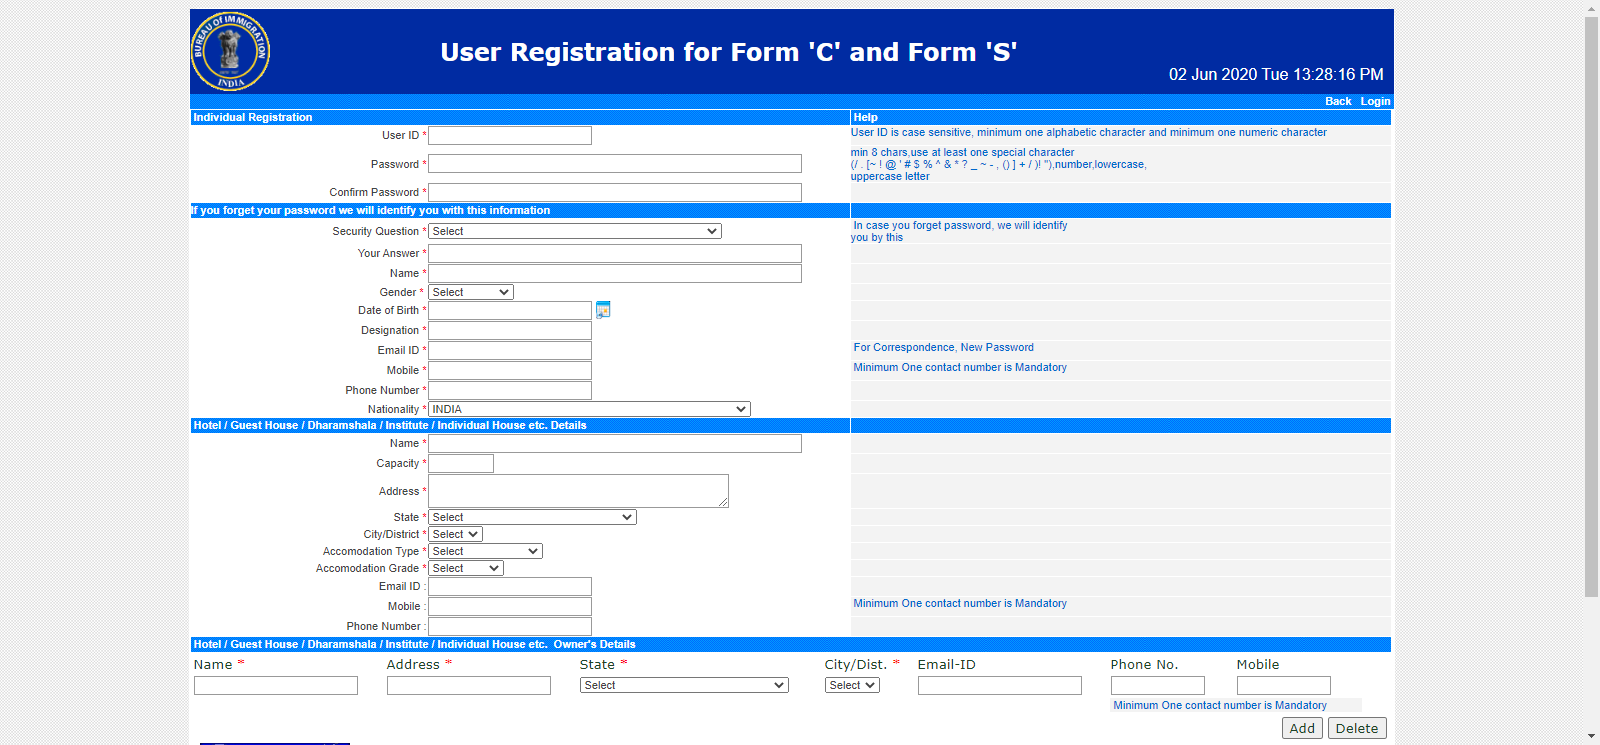 BUREAU OF IMMIGRATION
INDIA
User Registration for Form 'C' and Form 'S'
02 Jun 2020 Tue 13:28:16 PM
Back Login
Individual Registration Help
User ID * User ID is case sensitive, minimum one alphabetic character and minimum one numeric character
Password * min 8 chars,use at least one special character
(/ . [~ ! @ ' # $ % ^ & * ? _ ~ - , () ] + / )! "),number,lowercase,
uppercase letter
Confirm Password *
If you forget your password we will identify you with this information
Security Question * Select In case you forget password, we will identify
you by this
Your Answer *
Name *
Gender * Select
Date of Birth *
Designation *
Email ID * For Correspondence, New Password
Mobile * Minimum One contact number is Mandatory
Phone Number *
Nationality * INDIA
Hotel / Guest House / Dharamshala / Institute / Individual House etc. Details
Name *
Capacity *
Address *
State * Select
City/District * Select
Accomodation Type * Select
Accomodation Grade * Select
Email ID :
Mobile : Minimum One contact number is Mandatory
Phone Number :
Hotel / Guest House / Dharamshala / Institute / Individual House etc. Owner's Details
Name * Address * State * City/Dist. * Email-ID Phone No. Mobile
Select Select
Minimum One contact number is Mandatory
Add Delete